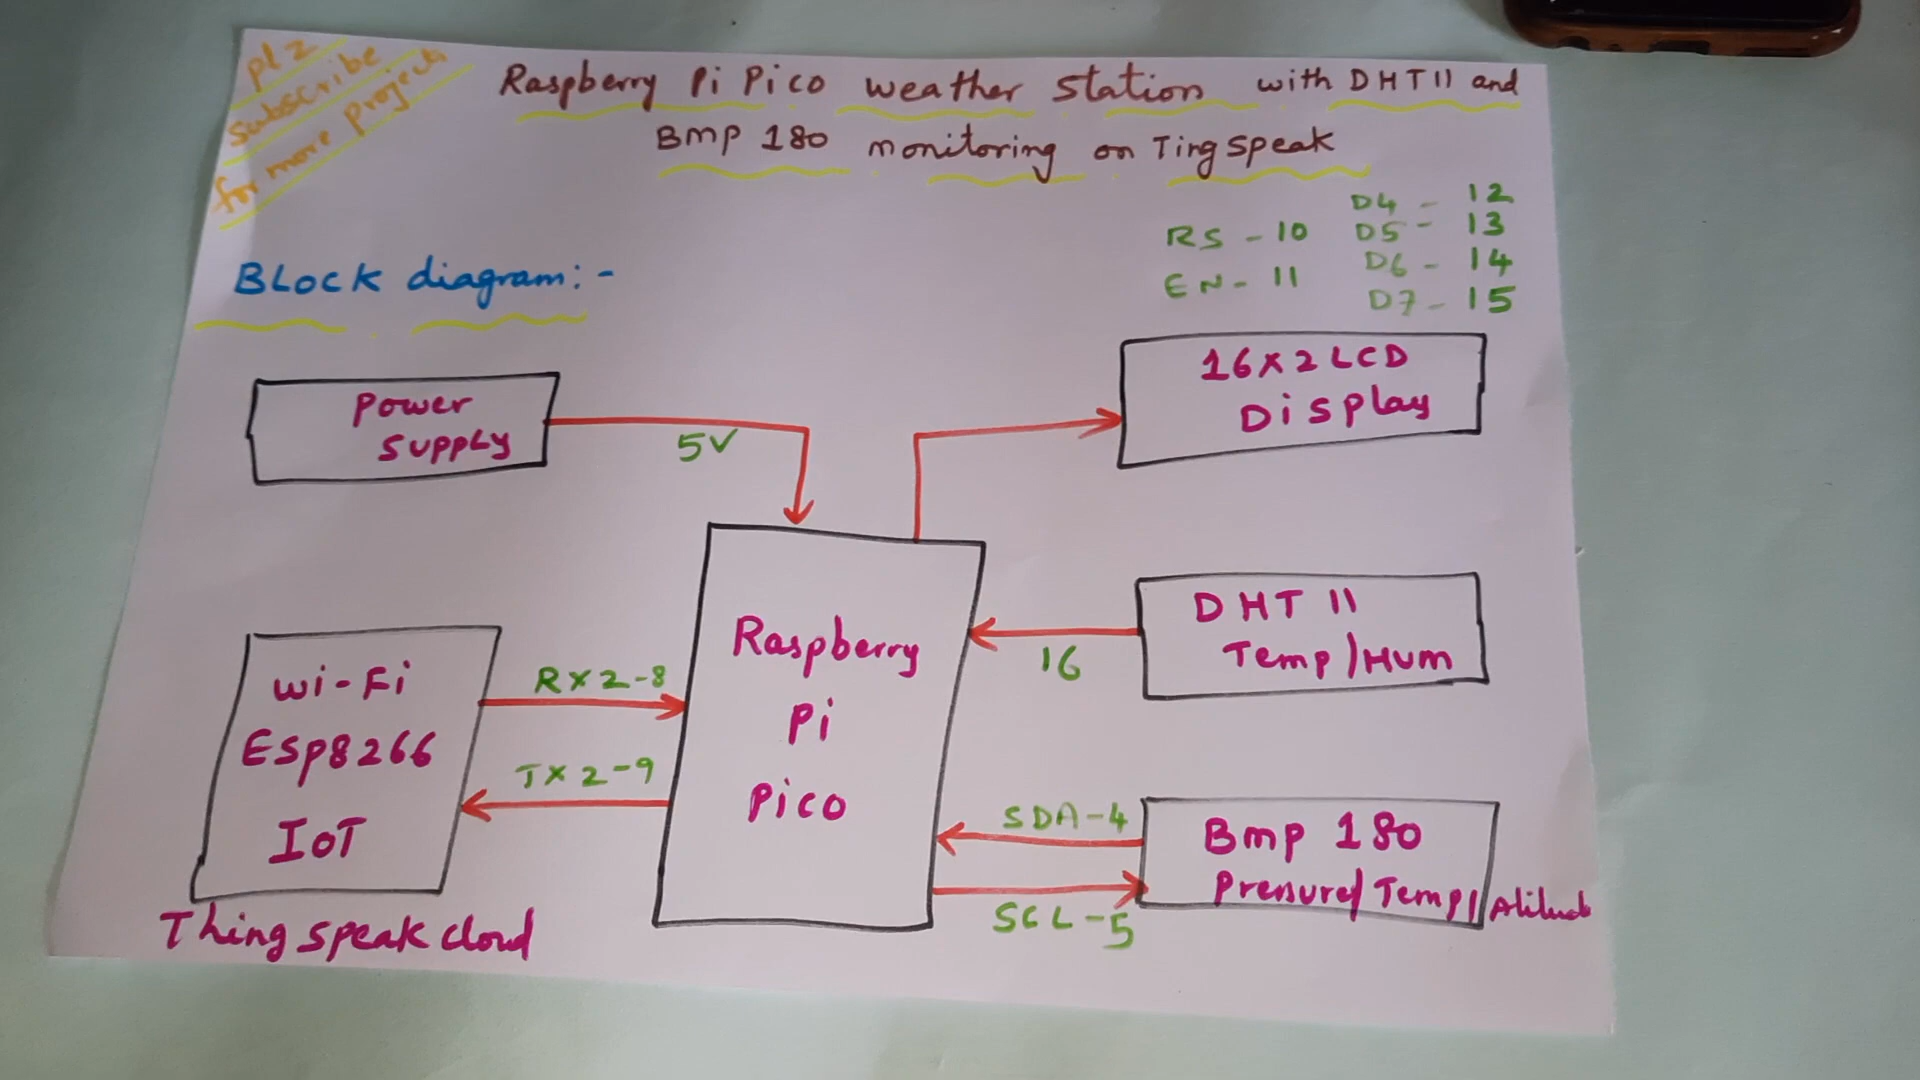 plz
subscribe
for more projects
Raspberry Pi Pico weather station with DHT11 and
Bmp 180 monitoring on Tingspeak
RS - 10
EN - 11
D4 - 12
D5 - 13
D6 - 14
D7 - 15
Block diagram:-
Power
Supply
5V
16x2 LCD
Display
Raspberry
Pi
Pico
DHT 11
Temp/Hum
16
Wi-Fi
Esp8266
IoT
RX2-8
TX2-9
Thing speak cloud
SDA-4
SCL-5
Bmp 180
Pressure/Temp/